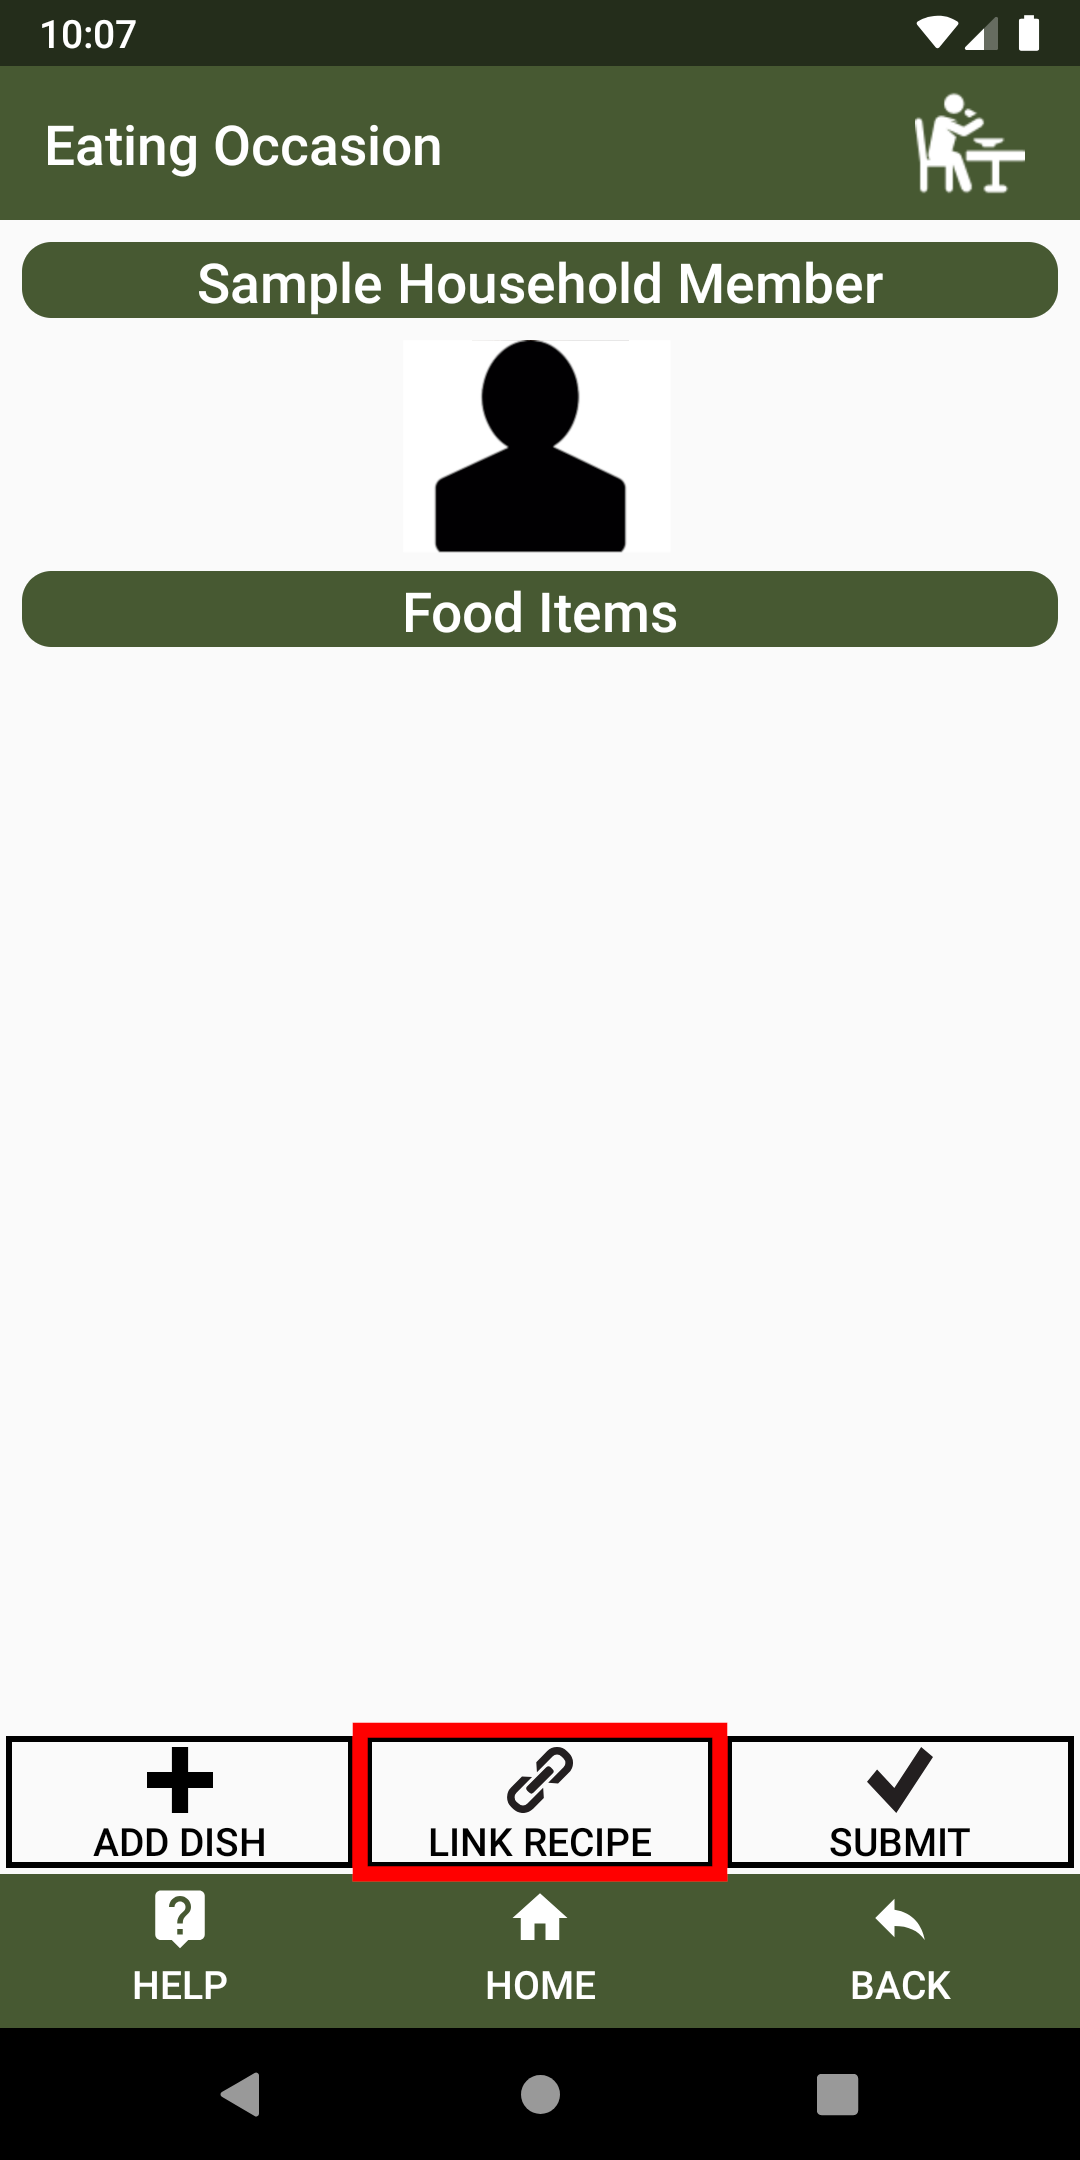 10:07
Eating Occasion
Sample Household Member
Food Items
ADD DISH
LINK RECIPE
SUBMIT
HELP
HOME
BACK